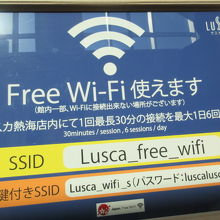 LUS
Free Wi-Fi 使えます
(館内一部、Wi-Fiに接続出来ない場所がございます)
スカ熱海店内にて1回最長30分の接続を最大1日6回
30minutes / session , 6 sessions / day
SSID Lusca_free_wifi
鍵付きSSID Lusca_wifi_s(パスワード:luscalusc